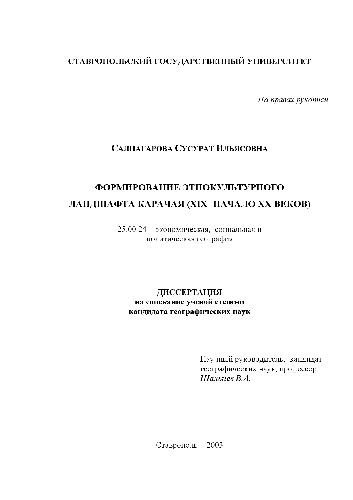 СТАВРОПОЛЬСКИЙ ГОСУДАРСТВЕННЫЙ УНИВЕРСИТЕТ
На правах рукописи
САЛПАГАРОВА СУСУРАТ ИЛЬЯСОВНА
ФОРМИРОВАНИЕ ЭТНОКУЛЬТУРНОГО
ЛАНДШАФТА КАРАЧАЯ (XIX- НАЧАЛО XX ВЕКОВ)
25.00.24 – экономическая, социальная и
политическая география
ДИССЕРТАЦИЯ
на соискание ученой степени
кандидата географических наук
Научный руководитель: кандидат
географических наук, профессор
В.А.
Ставрополь – 2003